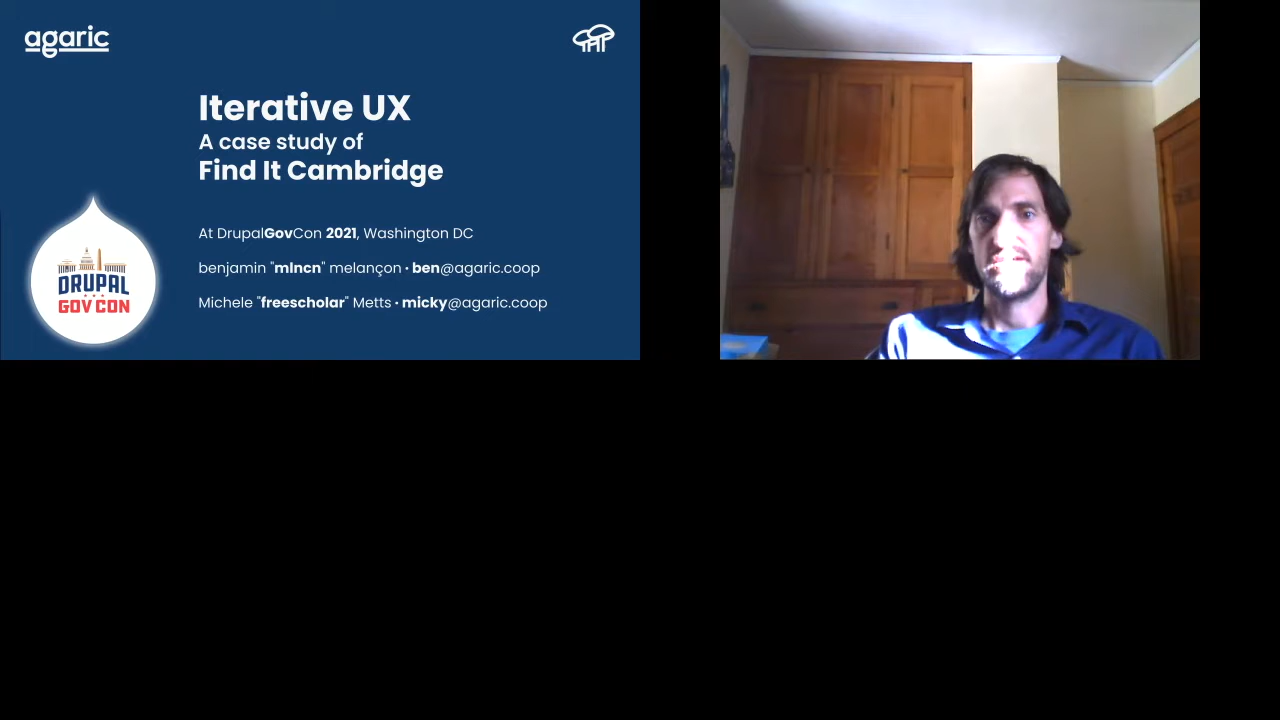 agaric
Iterative UX
A case study of
Find It Cambridge
At DrupalGovCon 2021, Washington DC
benjamin "mlncn" melançon · ben@agaric.coop
Michele "freescholar" Metts · micky@agaric.coop
DRUPAL
GOV CON